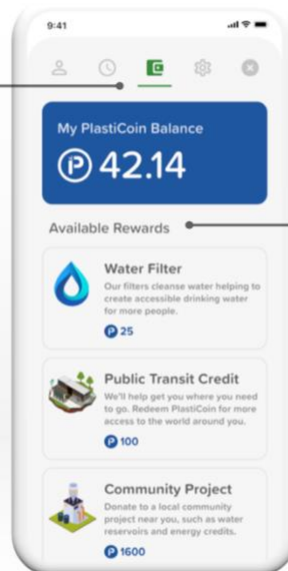 9:41
My PlastiCoin Balance
42.14
Available Rewards
Water Filter
Our filters cleanse water helping to
create accessible drinking water
for more people.
25
Public Transit Credit
We'll help get you where you need
to go. Redeem PlastiCoin for more
access to the world around you.
100
Community Project
Donate to a local community
project near you, such as water
reservoirs and energy credits.
1600